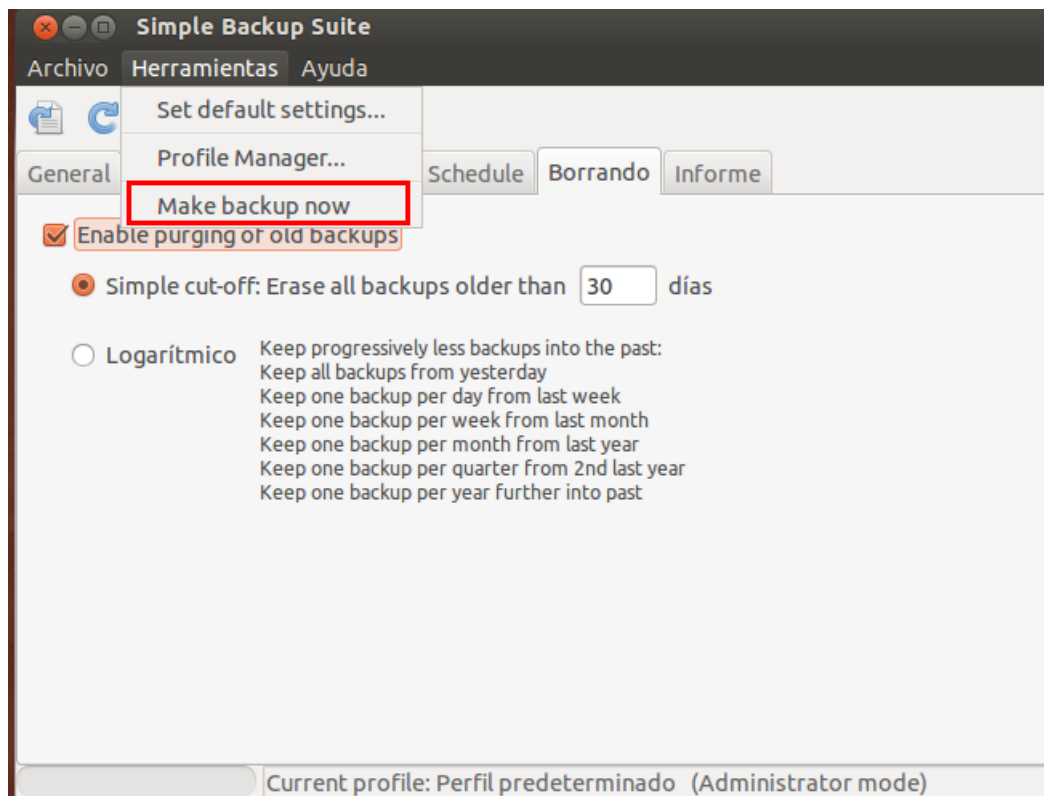 Simple Backup Suite
Archivo Herramientas Ayuda
Set default settings...
Profile Manager...
Make backup now
General Schedule Borrando Informe
Enable purging of old backups
Simple cut-off: Erase all backups older than 30 días
Logarítmico Keep progressively less backups into the past:
Keep all backups from yesterday
Keep one backup per day from last week
Keep one backup per week from last month
Keep one backup per month from last year
Keep one backup per quarter from 2nd last year
Keep one backup per year further into past
Current profile: Perfil predeterminado (Administrator mode)